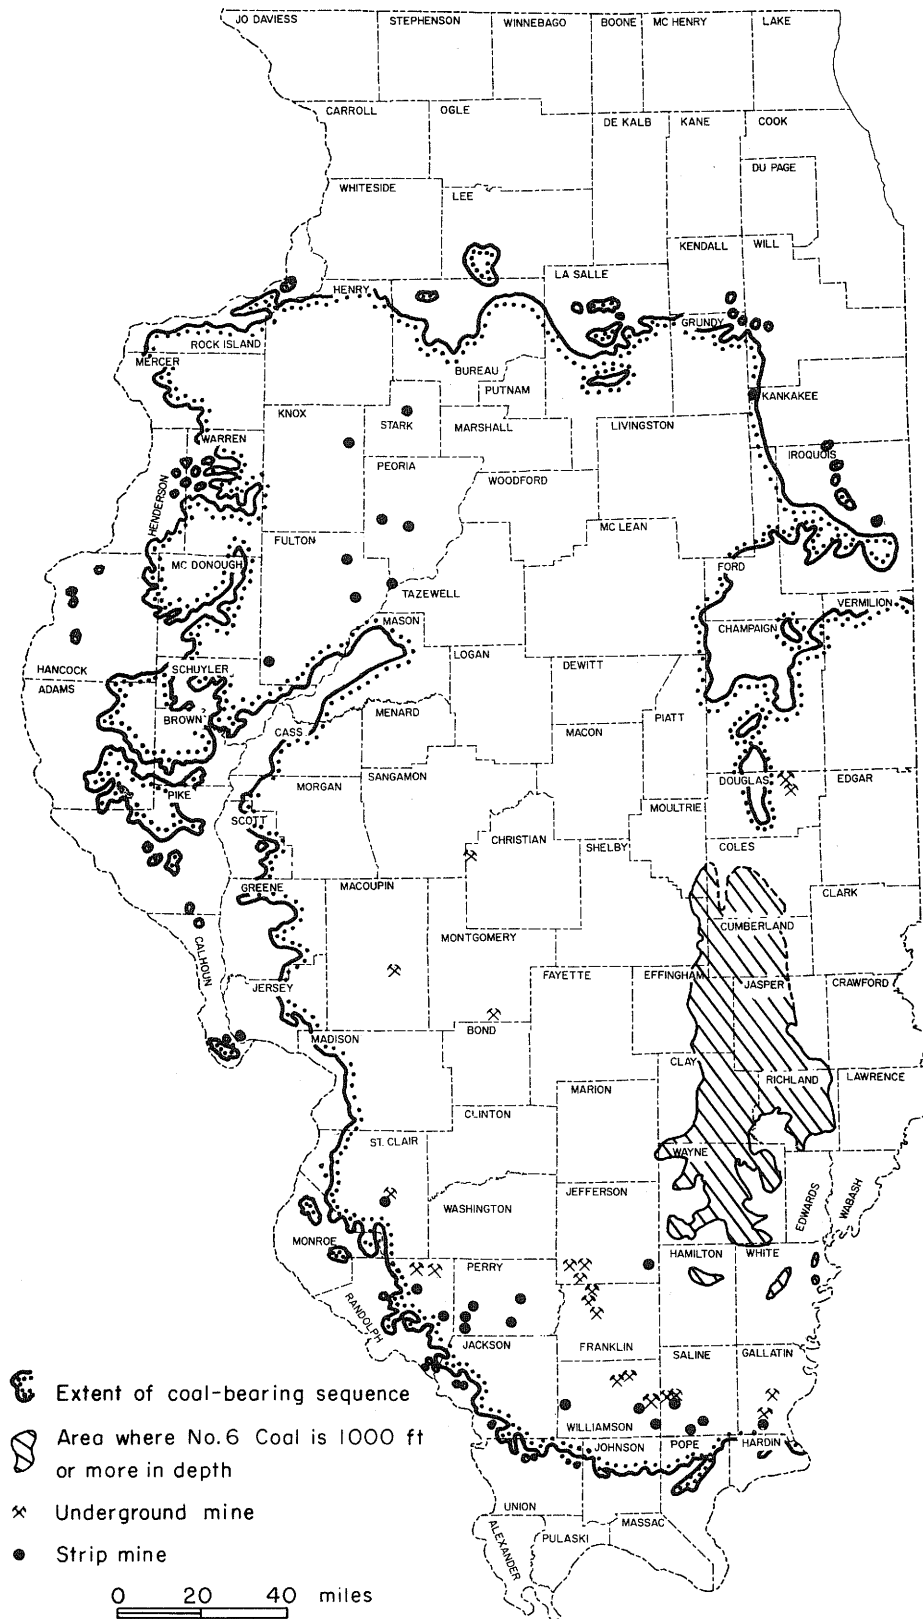 JO DAVIESS
STEPHENSON
WINNEBAGO
BOONE
MC HENRY
LAKE
CARROLL
OGLE
DE KALB
KANE
COOK
DU PAGE
WHITESIDE
LEE
KENDALL
WILL
LA SALLE
HENRY
GRUNDY
ROCK ISLAND
MERCER
BUREAU
PUTNAM
KANKAKEE
KNOX
STARK
MARSHALL
LIVINGSTON
WARREN
PEORIA
IROQUOIS
WOODFORD
HENDERSON
MC LEAN
FULTON
MC DONOUGH
FORD
TAZEWELL
VERMILION
MASON
CHAMPAIGN
HANCOCK
SCHUYLER
LOGAN
DEWITT
ADAMS
BROWN?
MENARD
PIATT
CASS
MACON
MORGAN
SANGAMON
DOUGLAS
EDGAR
PIKE
SCOTT
MOULTRIE
CHRISTIAN
SHELBY
COLES
GREENE
MACOUPIN
CLARK
CUMBERLAND
MONTGOMERY
CALHOUN
FAYETTE
EFFINGHAM
JASPER
CRAWFORD
JERSEY
BOND
MADISON
CLAY
RICHLAND
LAWRENCE
MARION
CLINTON
ST. CLAIR
WAYNE
JEFFERSON
EDWARDS
WABASH
WASHINGTON
MONROE
HAMILTON
WHITE
PERRY
RANDOLPH
JACKSON
FRANKLIN
SALINE
GALLATIN
WILLIAMSON
JOHNSON
POPE
HARDIN
UNION
MASSAC
ALEXANDER
PULASKI
Extent of coal-bearing sequence
Area where No. 6 Coal is 1000 ft
or more in depth
Underground mine
Strip mine
0 20 40 miles